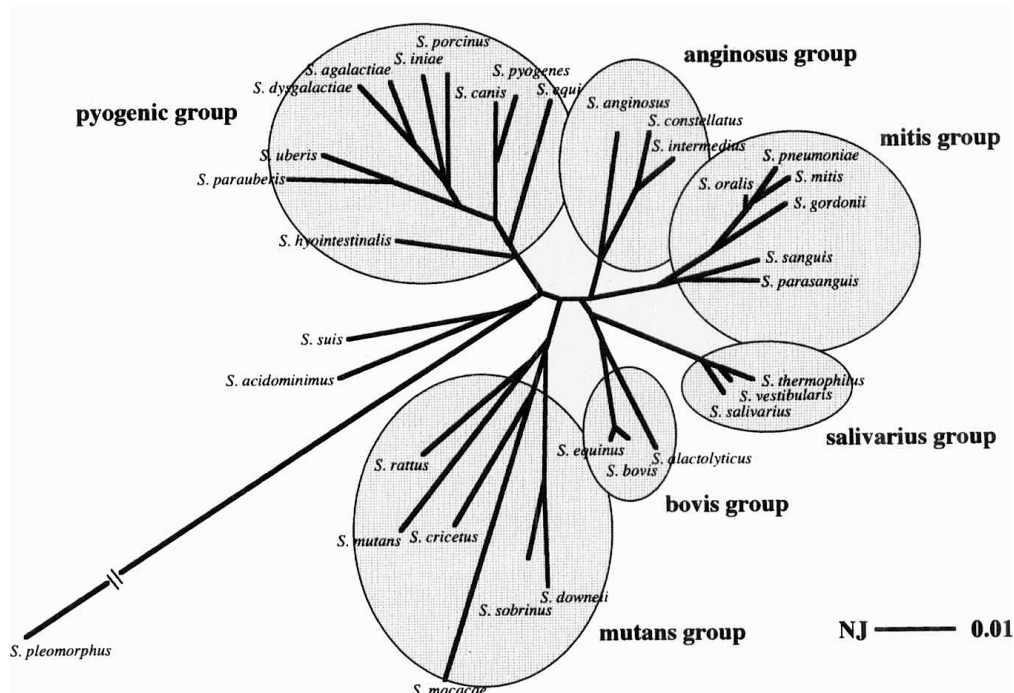 S. porcinus
anginosus group
S. iniae
S. agalactiae
S. pyogenes
S. dysgalactiae
S. canis
S. equi
S. anginosus
pyogenic group
S. constellatus
mitis group
S. intermedius
S. uberis
S. pneumoniae
S. parauberis
S. oralis
S. mitis
S. gordonii
S. hyointestinalis
S. sanguis
S. parasanguis
S. suis
S. acidominimus
S. thermophilus
S. vestibularis
S. salivarius
salivarius group
S. rattus
S. equinus
S. alactolyticus
S. bovis
bovis group
S. mutans
S. cricetus
S. downeii
S. sobrinus
mutans group
NJ 0.01
S. pleomorphus
S. macacae